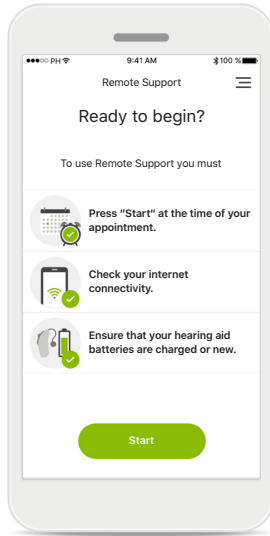 ●●●○○ PH 9:41 AM 100 %
Remote Support
Ready to begin?
To use Remote Support you must
Press “Start” at the time of your
appointment.
Check your internet
connectivity.
Ensure that your hearing aid
batteries are charged or new.
Start